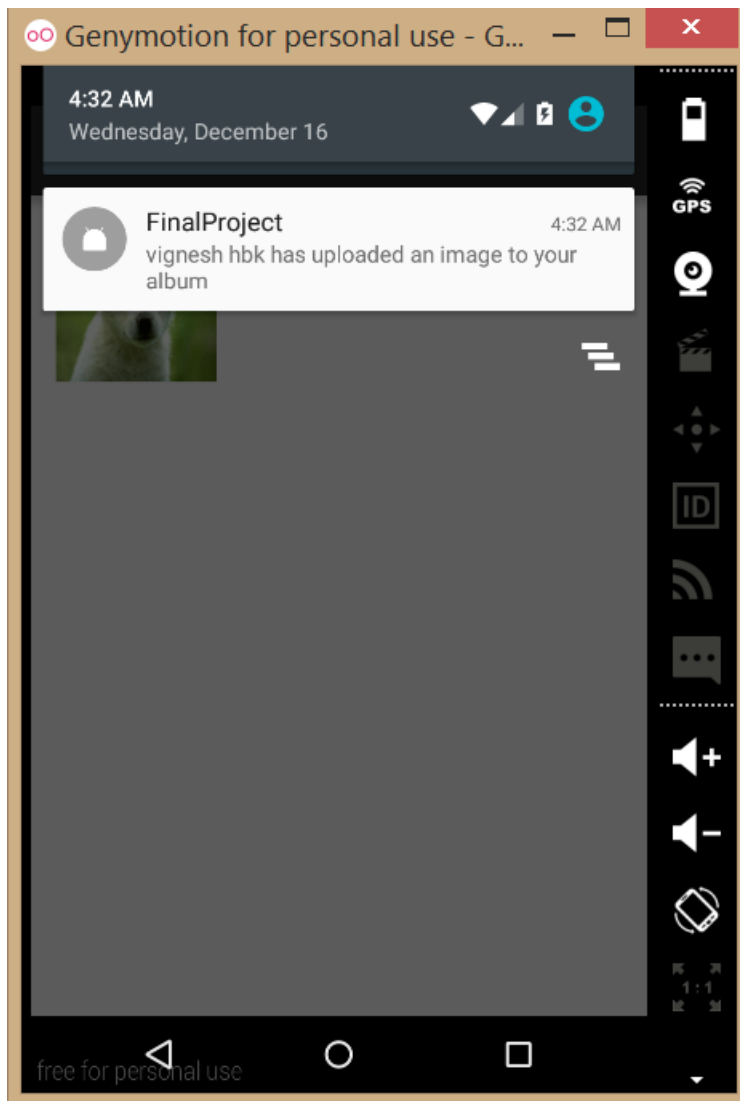 Genymotion for personal use - G...
4:32 AM
Wednesday, December 16
GPS
FinalProject
4:32 AM
vignesh hbk has uploaded an image to your
album
ID
1:1
free for personal use